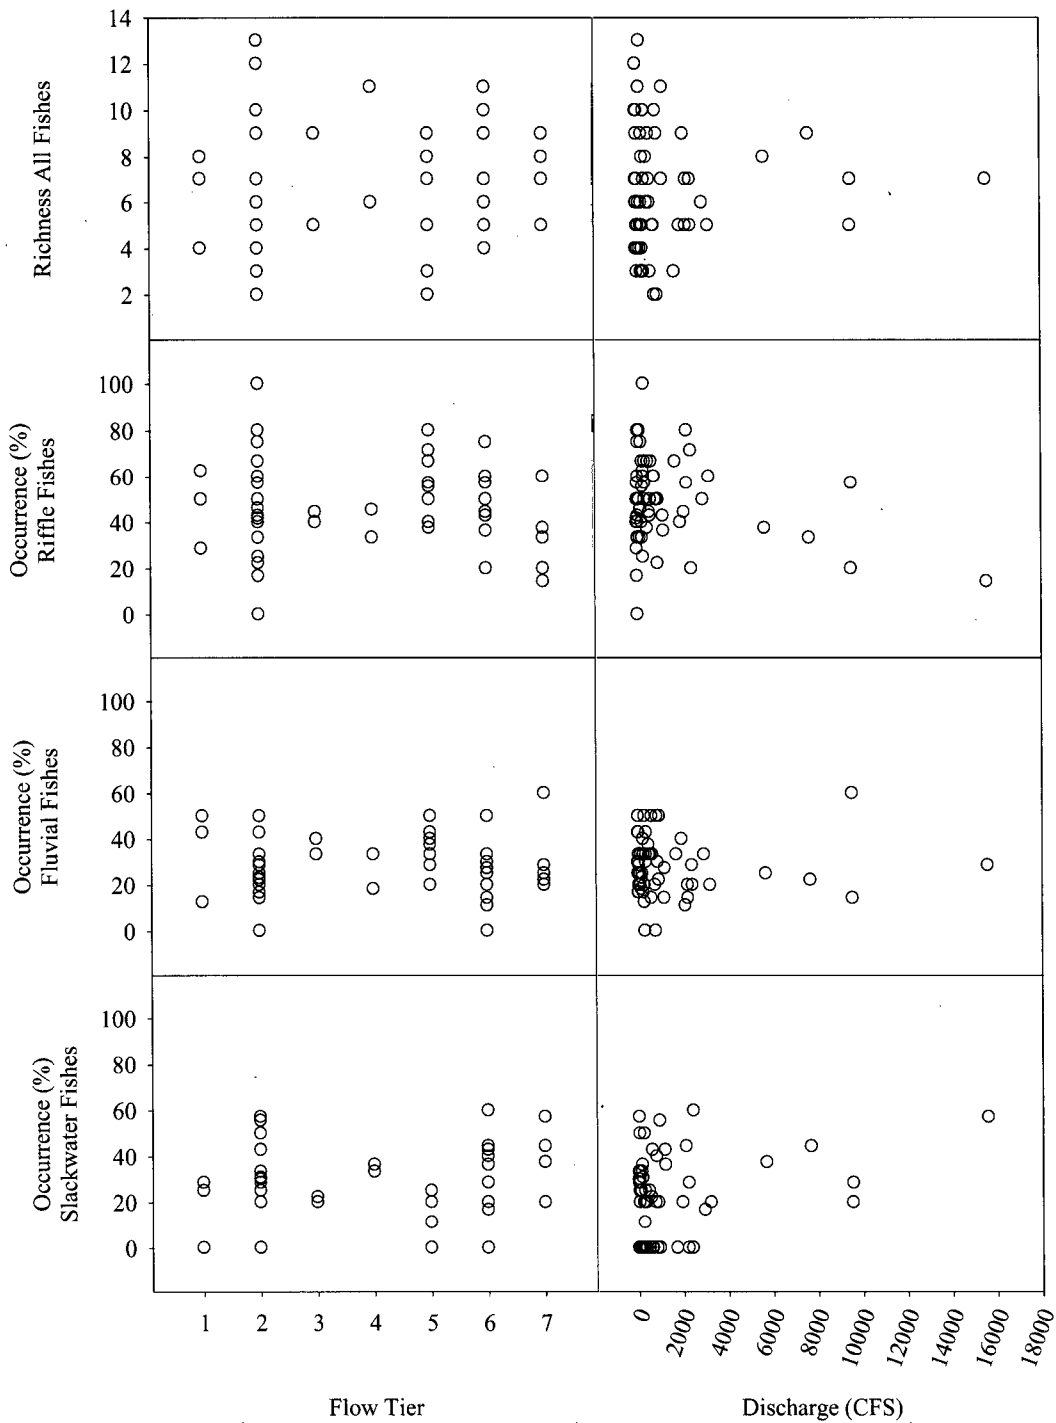 14
12
10
8
6
4
2
Richness All Fishes
100
80
60
40
20
0
Occurrence (%)
Riffle Fishes
100
80
60
40
20
0
Occurrence (%)
Fluvial Fishes
100
80
60
40
20
0
Occurrence (%)
Slackwater Fishes
1 2 3 4 5 6 7
0 2000 4000 6000 8000 10000 12000 14000 16000 18000
Flow Tier
Discharge (CFS)